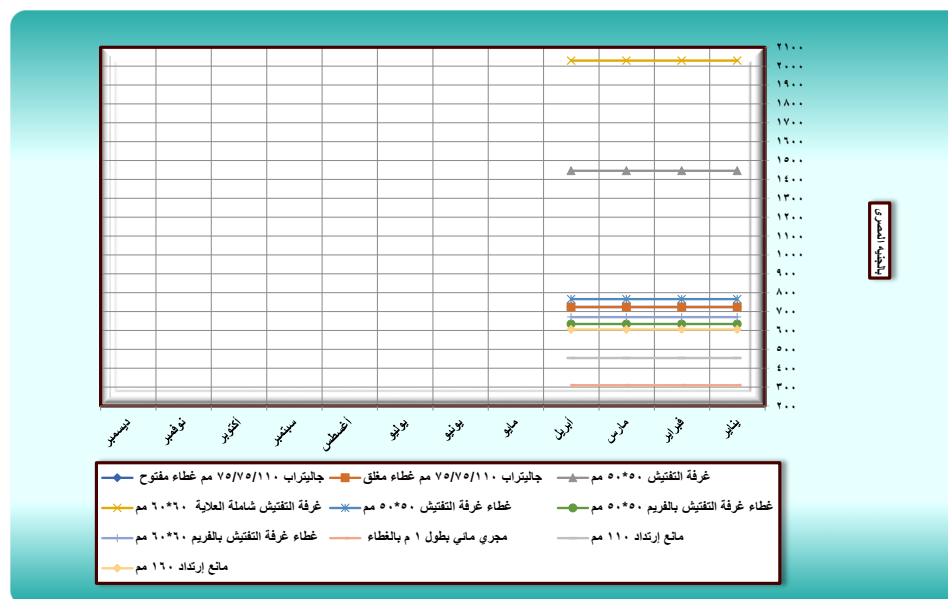 ٢١٠٠
٢٠٠٠
١٩٠٠
١٨٠٠
١٧٠٠
١٦٠٠
١٥٠٠
١٤٠٠
١٣٠٠
١٢٠٠
١١٠٠
١٠٠٠
٩٠٠
٨٠٠
٧٠٠
٦٠٠
٥٠٠
٤٠٠
٣٠٠
٢٠٠
بالجنيه المصرى
يناير
فبراير
مارس
أبريل
مايو
يونيو
يوليو
أغسطس
سبتمبر
أكتوبر
نوفمبر
ديسمبر
جاليتراب ٧٥/٧٥/١١٠ مم غطاء مفتوح
جاليتراب ٧٥/٧٥/١١٠ مم غطاء مغلق
غرفة التفتيش ٥٠*٥٠ مم
غرفة التفتيش شاملة العلاية ٦٠*٦٠ مم
غطاء غرفة التفتيش ٥٠*٥٠ مم
غطاء غرفة التفتيش بالفريم ٥٠*٥٠ مم
غطاء غرفة التفتيش بالفريم ٦٠*٦٠ مم
مجري مائي بطول ١ م بالغطاء
مانع إرتداد ١١٠ مم
مانع إرتداد ١٦٠ مم